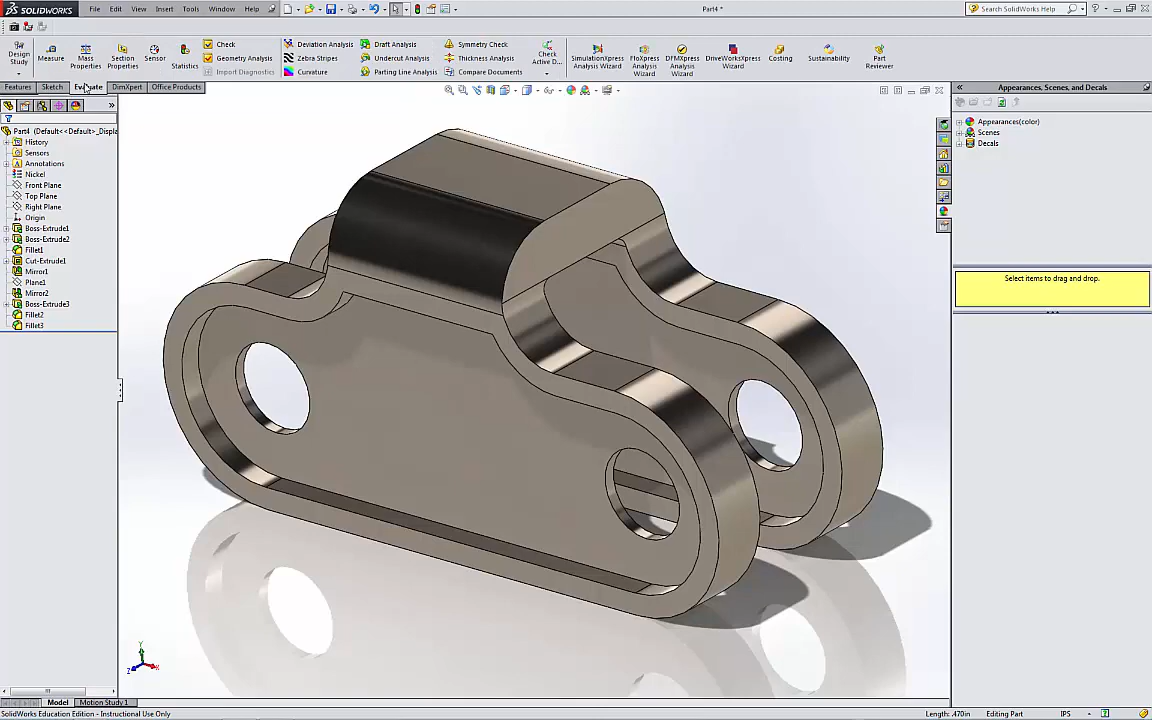 SOLIDWORKS File Edit View Insert Tools Window Help Part4 * Search SolidWorks Help
Design Study
Measure
Mass Properties
Section Properties
Sensor
Statistics
Check
Geometry Analysis
Import Diagnostics
Deviation Analysis
Zebra Stripes
Curvature
Draft Analysis
Undercut Analysis
Parting Line Analysis
Symmetry Check
Thickness Analysis
Compare Documents
Check Active D...
SimulationXpress Analysis Wizard
FloXpress Analysis Wizard
DFMXpress Analysis Wizard
DriveWorksXpress Wizard
Costing
Sustainability
Part Reviewer
Features Sketch Evaluate DimXpert Office Products
Appearances, Scenes, and Decals
Part4 (Default<<Default>_Displa
History
Sensors
Annotations
Nickel
Front Plane
Top Plane
Right Plane
Origin
Boss-Extrude1
Boss-Extrude2
Fillet1
Cut-Extrude1
Mirror1
Plane1
Mirror2
Boss-Extrude3
Fillet2
Fillet3
Appearances(color)
Scenes
Decals
Select items to drag and drop.
Y
X
Z
Model Motion Study 1
SolidWorks Education Edition - Instructional Use Only Length: .470in Editing Part IPS